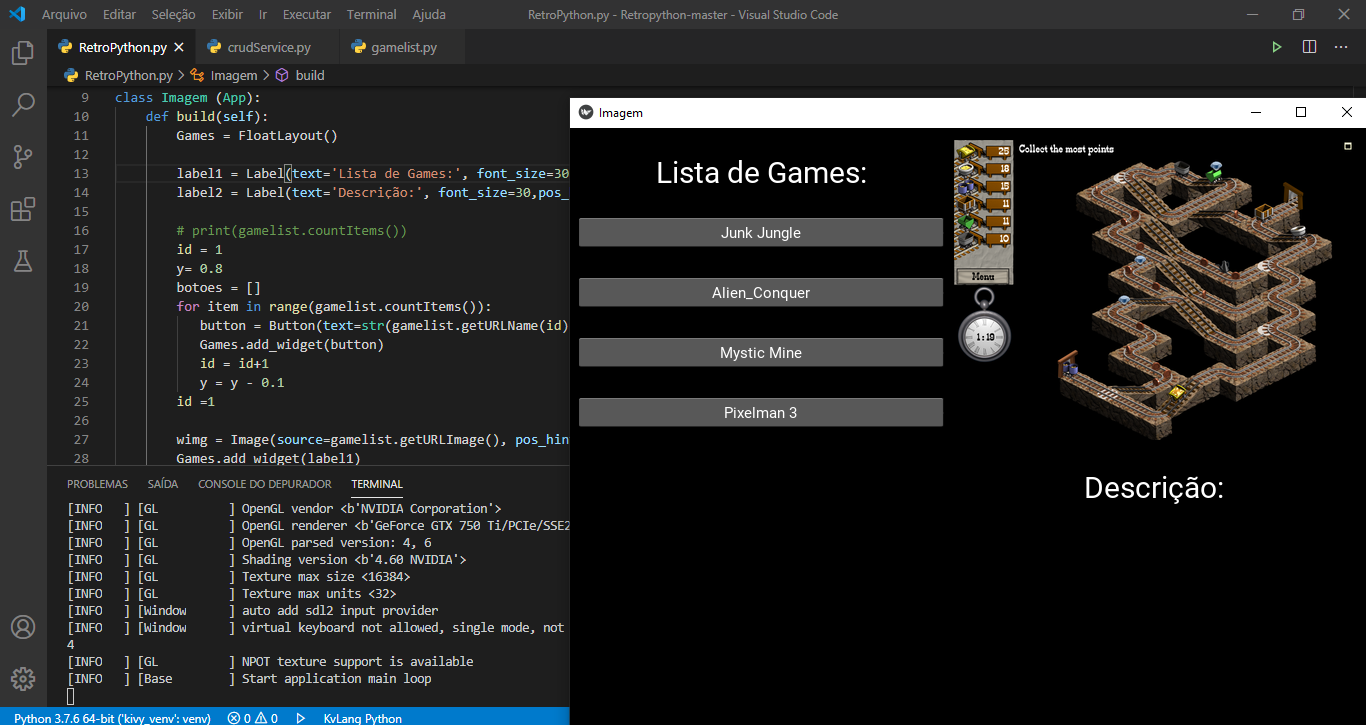 Arquivo Editar Seleção Exibir Ir Executar Terminal Ajuda RetroPython.py - Retropython-master - Visual Studio Code
RetroPython.py crudService.py gamelist.py
RetroPython.py > Imagem > build
9 class Imagem (App):
10 def build(self):
11 Games = FloatLayout()
12
13 label1 = Label(text='Lista de Games:', font_size=30
14 label2 = Label(text='Descrição:', font_size=30,pos_
15
16 # print(gamelist.countItems())
17 id = 1
18 y= 0.8
19 botoes = []
20 for item in range(gamelist.countItems()):
21 button = Button(text=str(gamelist.getURLName(id)
22 Games.add_widget(button)
23 id = id+1
24 y = y - 0.1
25 id =1
26
27 wimg = Image(source=gamelist.getURLImage(), pos_hin
28 Games.add widget(label1)
PROBLEMAS SAÍDA CONSOLE DO DEPURADOR TERMINAL
[INFO ] [GL ] OpenGL vendor <b'NVIDIA Corporation'>
[INFO ] [GL ] OpenGL renderer <b'GeForce GTX 750 Ti/PCIe/SSE2
[INFO ] [GL ] OpenGL parsed version: 4, 6
[INFO ] [GL ] Shading version <b'4.60 NVIDIA'>
[INFO ] [GL ] Texture max size <16384>
[INFO ] [GL ] Texture max units <32>
[INFO ] [Window ] auto add sdl2 input provider
[INFO ] [Window ] virtual keyboard not allowed, single mode, not
4
[INFO ] [GL ] NPOT texture support is available
[INFO ] [Base ] Start application main loop
Python 3.7.6 64-bit ('kivy_venv': venv) 0 0 KvLang Python
Imagem
Lista de Games:
Junk Jungle
Alien_Conquer
Mystic Mine
Pixelman 3
25
18
15
11
11
10
Menu
1:19
Collect the most points
Descrição: